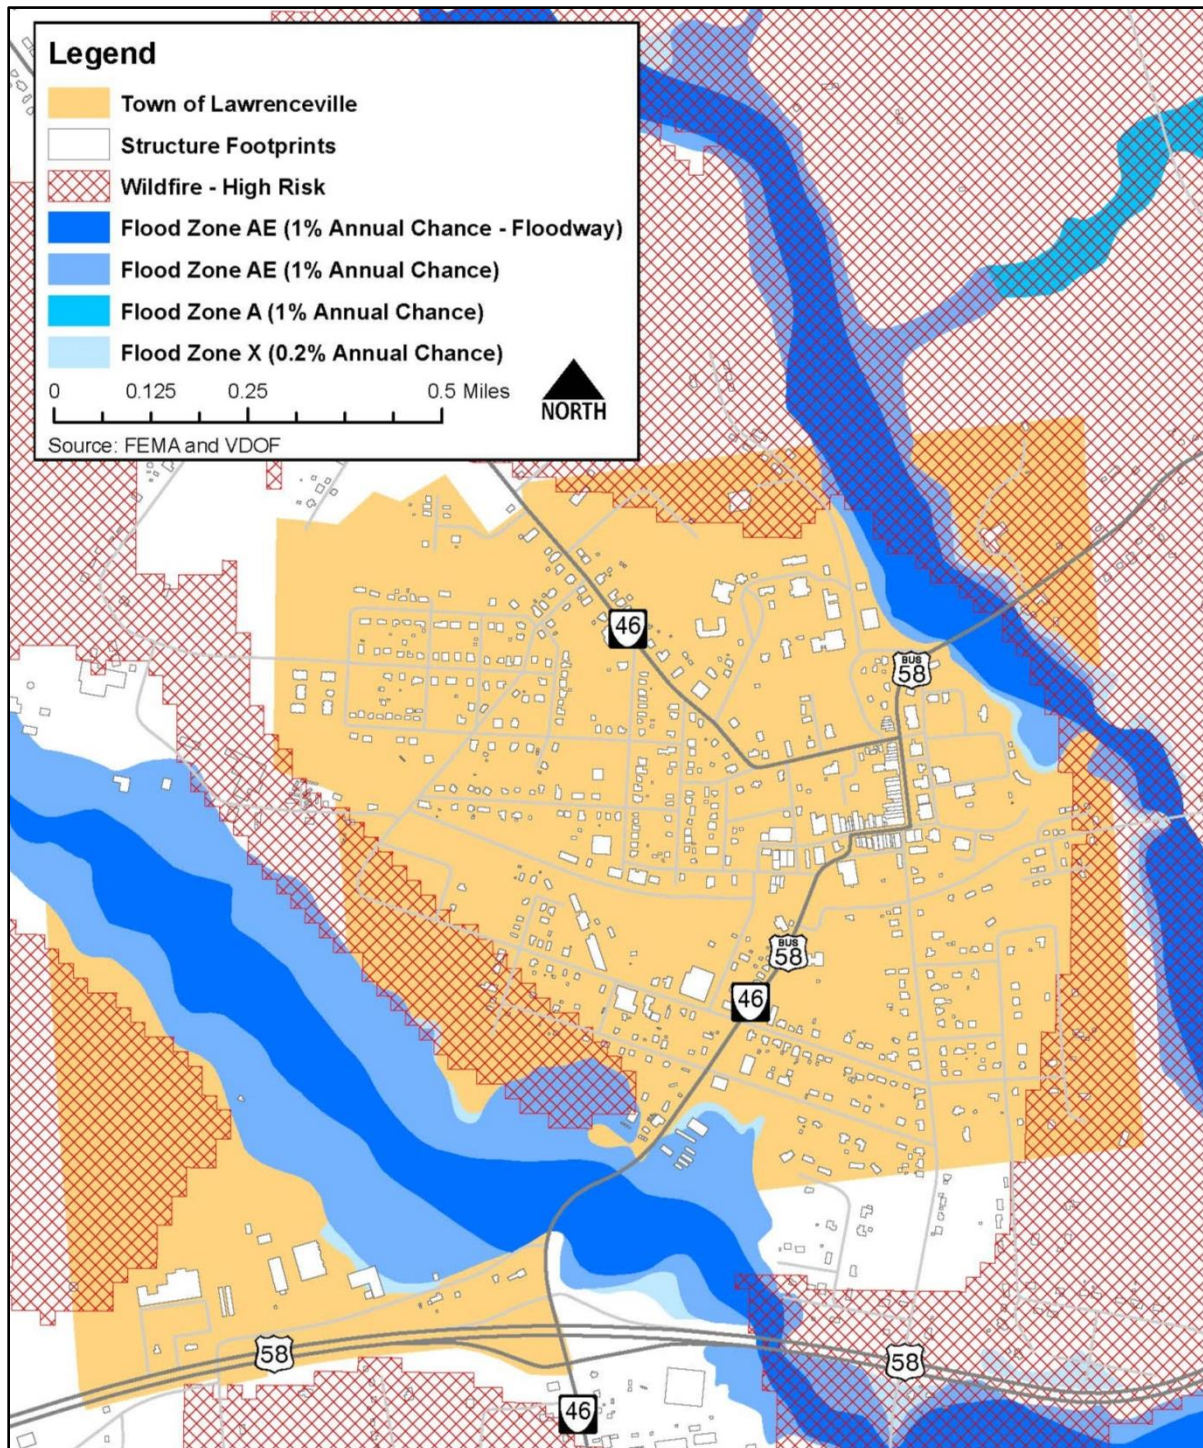 Legend
Town of Lawrenceville
Structure Footprints
Wildfire - High Risk
Flood Zone AE (1% Annual Chance - Floodway)
Flood Zone AE (1% Annual Chance)
Flood Zone A (1% Annual Chance)
Flood Zone X (0.2% Annual Chance)
0 0.125 0.25 0.5 Miles
NORTH
Source: FEMA and VDOF
46
BUS
58
BUS
58
46
58
58
46